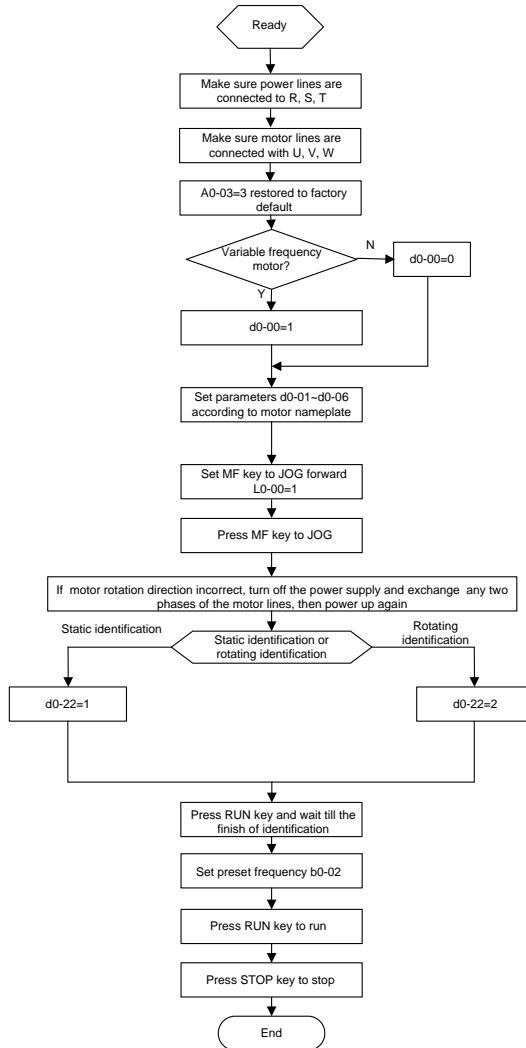 Ready
Make sure power lines are
connected to R, S, T
Make sure motor lines are
connected with U, V, W
A0-03=3 restored to factory
default
Variable frequency
motor?
N
d0-00=0
Y
d0-00=1
Set parameters d0-01~d0-06
according to motor nameplate
Set MF key to JOG forward
L0-00=1
Press MF key to JOG
If motor rotation direction incorrect, turn off the power supply and exchange any two
phases of the motor lines, then power up again
Static identification
Static identification or
rotating identification
Rotating
identification
d0-22=1
d0-22=2
Press RUN key and wait till the
finish of identification
Set preset frequency b0-02
Press RUN key to run
Press STOP key to stop
End